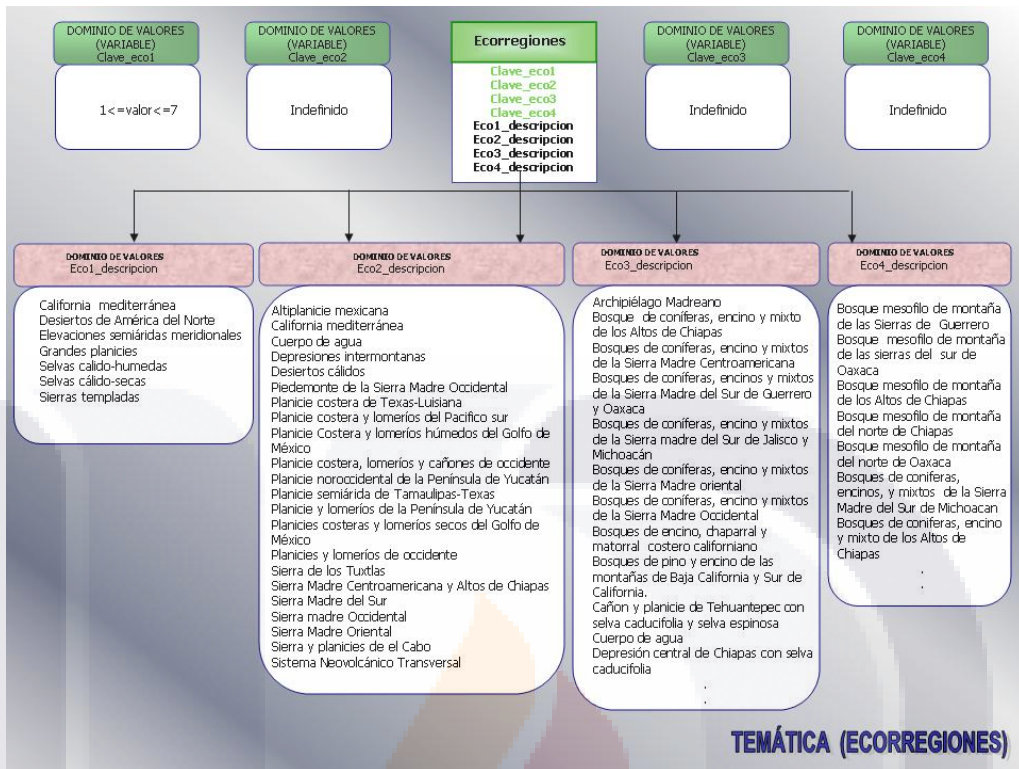 DOMINIO DE VALORES
(VARIABLE)
Clave_eco1
1<=valor<=7
DOMINIO DE VALORES
(VARIABLE)
Clave_eco2
Indefinido
Ecorregiones
Clave_eco1
Clave_eco2
Clave_eco3
Clave_eco4
Eco1_descripcion
Eco2_descripcion
Eco3_descripcion
Eco4_descripcion
DOMINIO DE VALORES
(VARIABLE)
Clave_eco3
Indefinido
DOMINIO DE VALORES
(VARIABLE)
Clave_eco4
Indefinido
DOMINIO DE VALORES
Eco1_descripcion
California mediterránea
Desiertos de América del Norte
Elevaciones semiáridas meridionales
Grandes planicies
Selvas calido-humedas
Selvas cálido-secas
Sierras templadas
DOMINIO DE VALORES
Eco2_descripcion
Altiplanicie mexicana
California mediterránea
Cuerpo de agua
Depresiones intermontanas
Desiertos cálidos
Piedemonte de la Sierra Madre Occidental
Planicie costera de Texas-Luisiana
Planicie costera y lomeríos del Pacifico sur
Planicie Costera y lomeríos húmedos del Golfo de
México
Planicie costera, lomeríos y cañones de occidente
Planicie noroccidental de la Península de Yucatán
Planicie semiárida de Tamaulipas-Texas
Planicie y lomeríos de la Península de Yucatán
Planicies costeras y lomeríos secos del Golfo de
México
Planicies y lomeríos de occidente
Sierra de los Tuxtlas
Sierra Madre Centroamericana y Altos de Chiapas
Sierra Madre del Sur
Sierra madre Occidental
Sierra Madre Oriental
Sierra y planicies de el Cabo
Sistema Neovolcánico Transversal
DOMINIO DE VALORES
Eco3_descripcion
Archipiélago Madreano
Bosque de coníferas, encino y mixto
de los Altos de Chiapas
Bosques de coníferas, encino y mixtos
de la Sierra Madre Centroamericana
Bosques de coníferas, encinos y mixtos
de la Sierra Madre del Sur de Guerrero
y Oaxaca
Bosques de coníferas, encino y mixtos
de la Sierra madre del Sur de Jalisco y
Michoacán
Bosques de coníferas, encino y mixtos
de la Sierra Madre oriental
Bosques de coníferas, encino y mixtos
de la Sierra Madre Occidental
Bosques de encino, chaparral y
matorral costero californiano
Bosques de pino y encino de las
montañas de Baja California y Sur de
California.
Cañon y planicie de Tehuantepec con
selva caducifolia y selva espinosa
Cuerpo de agua
Depresión central de Chiapas con selva
caducifolia
.
.
DOMINIO DE VALORES
Eco4_descripcion
Bosque mesofilo de montaña
de las Sierras de Guerrero
Bosque mesofilo de montaña
de las sierras del sur de
Oaxaca
Bosque mesofilo de montaña
de los Altos de Chiapas
Bosque mesofilo de montaña
del norte de Chiapas
Bosque mesofilo de montaña
del norte de Oaxaca
Bosques de coniferas,
encinos, y mixtos de la Sierra
Madre del Sur de Michoacan
Bosques de coniferas, encino
y mixto de los Altos de
Chiapas
.
.
TEMÁTICA (ECORREGIONES)